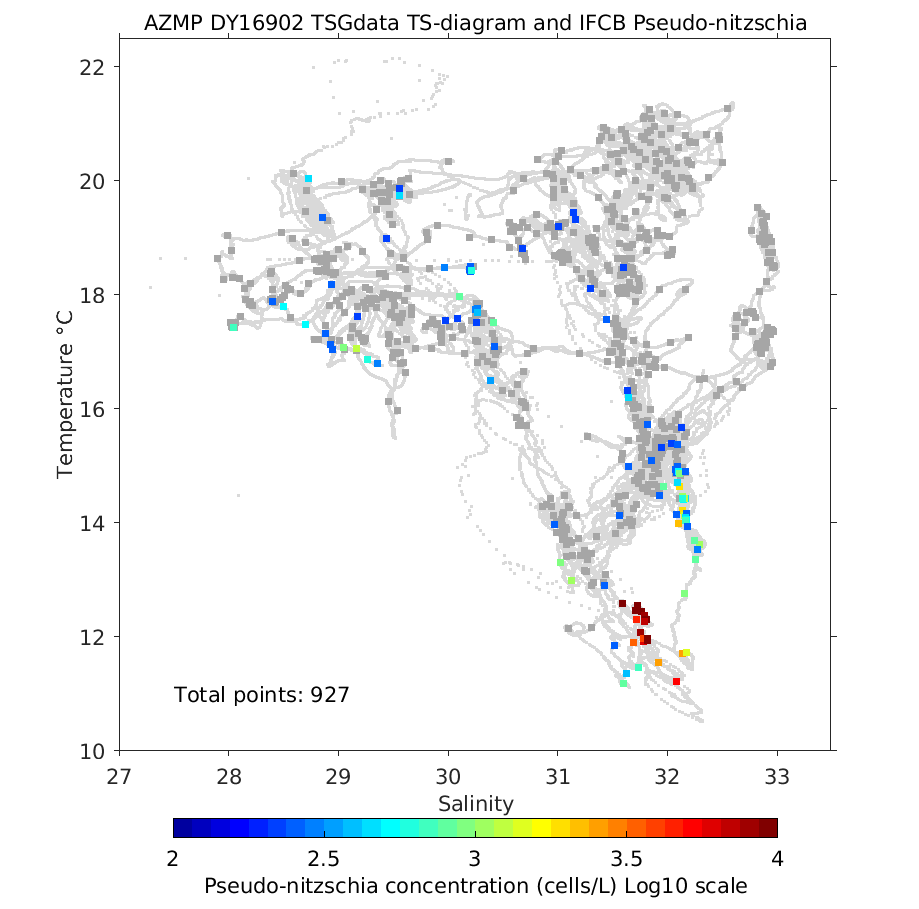 AZMP DY16902 TSGdata TS-diagram and IFCB Pseudo-nitzschia
22
20
18
16
14
12
10
Temperature °C
Total points: 927
27 28 29 30 31 32 33
Salinity
2 2.5 3 3.5 4
Pseudo-nitzschia concentration (cells/L) Log10 scale